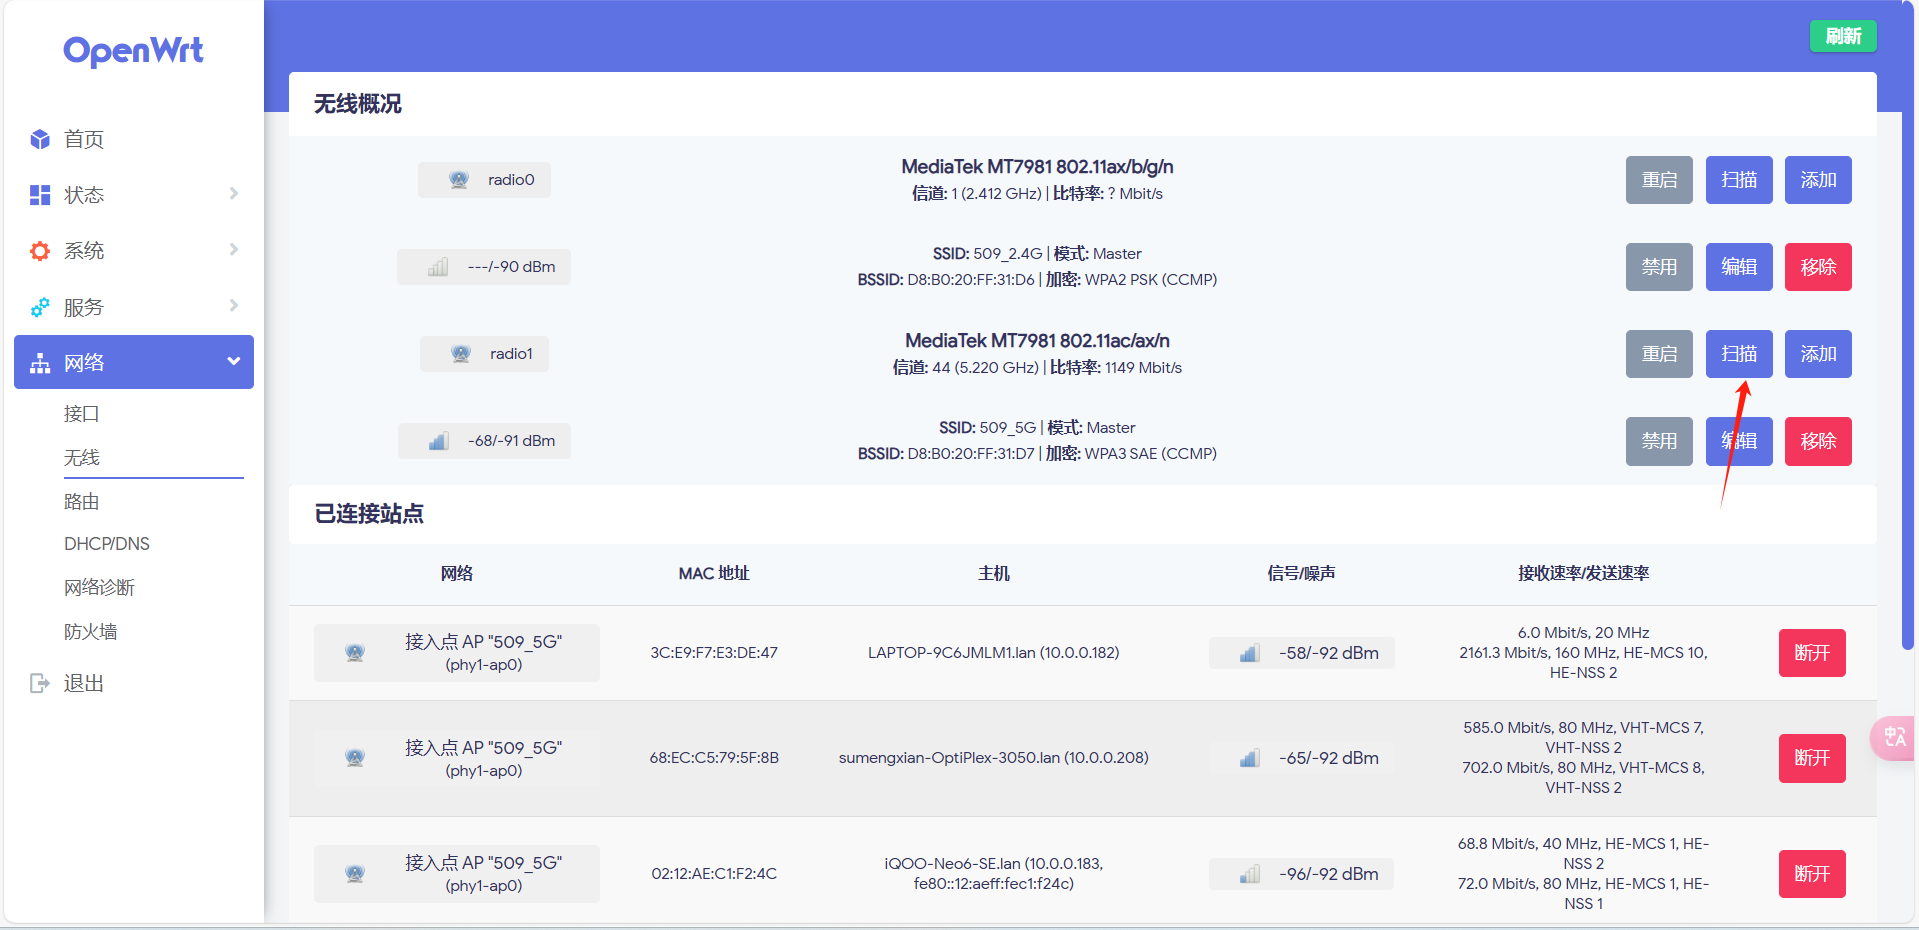 OpenWrt
首页
状态
系统
服务
网络
接口
无线
路由
DHCP/DNS
网络诊断
防火墙
退出
刷新
无线概况
radio0
MediaTek MT7981 802.11ax/b/g/n
信道: 1 (2.412 GHz) | 比特率: ? Mbit/s
重启 扫描 添加
---/-90 dBm
SSID: 509_2.4G | 模式: Master
BSSID: D8:B0:20:FF:31:D6 | 加密: WPA2 PSK (CCMP)
禁用 编辑 移除
radio1
MediaTek MT7981 802.11ac/ax/n
信道: 44 (5.220 GHz) | 比特率: 1149 Mbit/s
重启 扫描 添加
-68/-91 dBm
SSID: 509_5G | 模式: Master
BSSID: D8:B0:20:FF:31:D7 | 加密: WPA3 SAE (CCMP)
禁用 编辑 移除
已连接站点
网络 MAC 地址 主机 信号/噪声 接收速率/发送速率
接入点 AP "509_5G"
(phy1-ap0)
3C:E9:F7:E3:DE:47
LAPTOP-9C6JMLM1.lan (10.0.0.182)
-58/-92 dBm
6.0 Mbit/s, 20 MHz
2161.3 Mbit/s, 160 MHz, HE-MCS 10,
HE-NSS 2
断开
接入点 AP "509_5G"
(phy1-ap0)
68:EC:C5:79:5F:8B
sumengxian-OptiPlex-3050.lan (10.0.0.208)
-65/-92 dBm
585.0 Mbit/s, 80 MHz, VHT-MCS 7,
VHT-NSS 2
702.0 Mbit/s, 80 MHz, VHT-MCS 8,
VHT-NSS 2
断开
接入点 AP "509_5G"
(phy1-ap0)
02:12:AE:C1:F2:4C
iQOO-Neo6-SE.lan (10.0.0.183,
fe80::12:aeff:fec1:f24c)
-96/-92 dBm
68.8 Mbit/s, 40 MHz, HE-MCS 1, HE-
NSS 2
72.0 Mbit/s, 80 MHz, HE-MCS 1, HE-
NSS 1
断开
中A